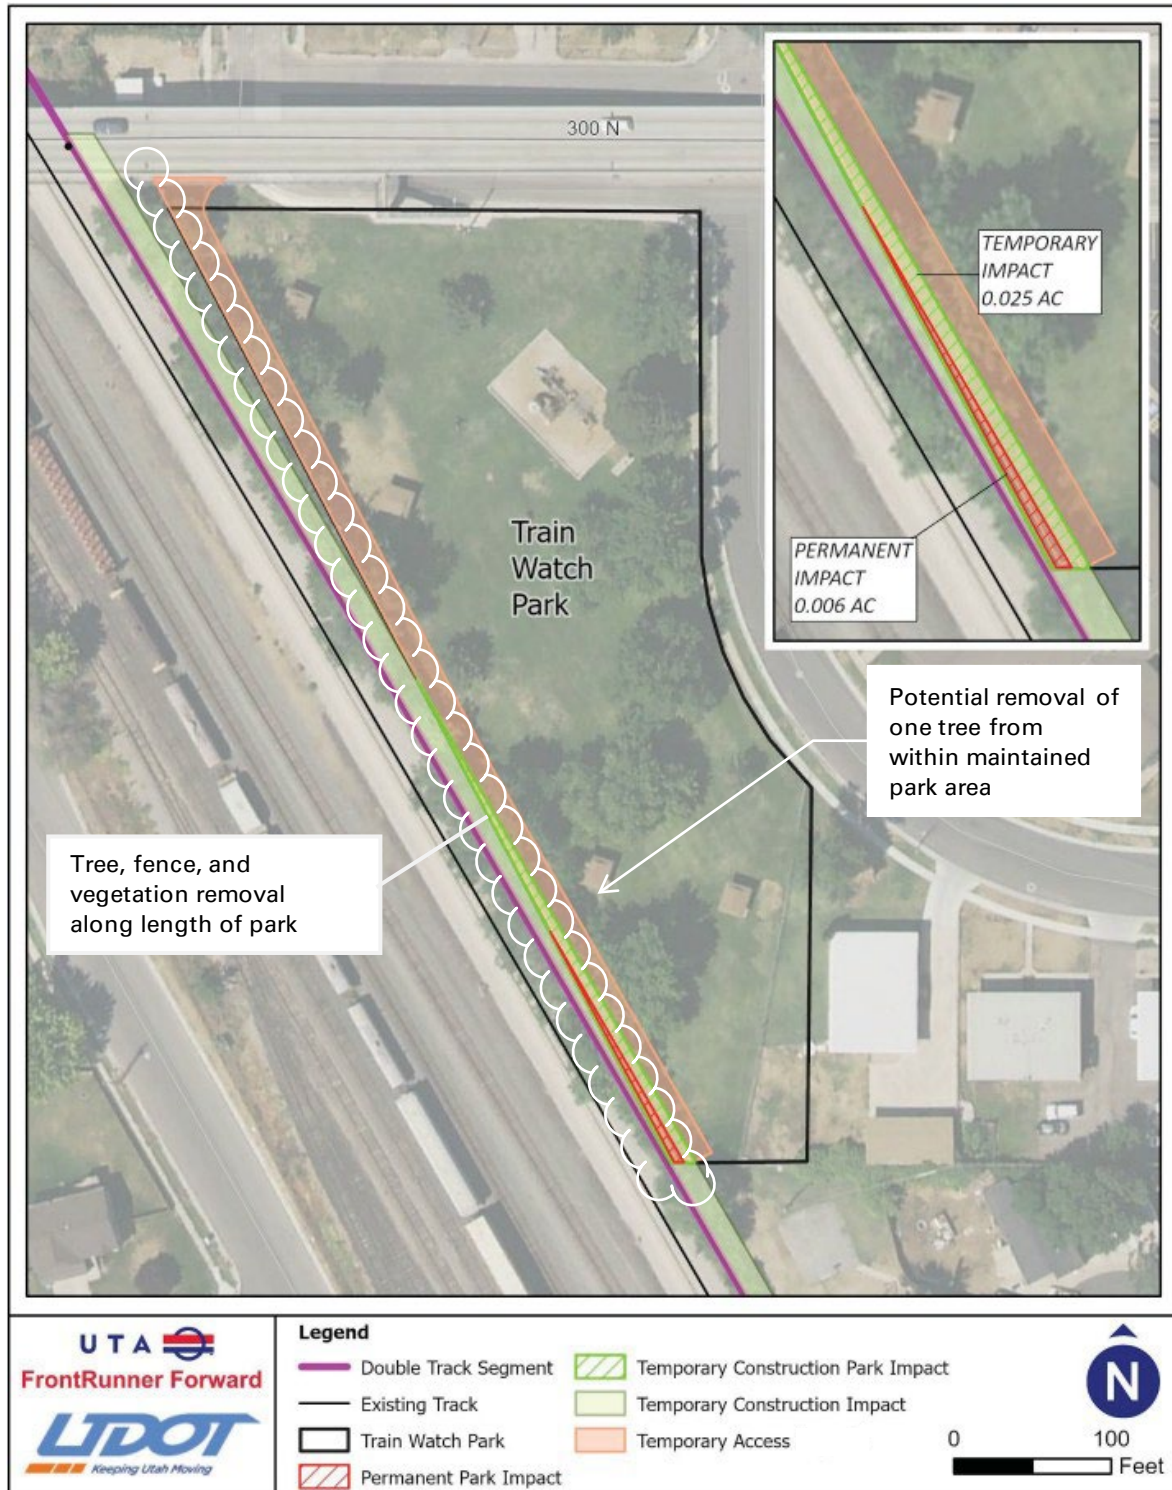 300 N
TEMPORARY
IMPACT
0.025 AC
PERMANENT
IMPACT
0.006 AC
Train
Watch
Park
Potential removal of
one tree from
within maintained
park area
Tree, fence, and
vegetation removal
along length of park
UTA
FrontRunner Forward
UDOT
Keeping Utah Moving
Legend
Double Track Segment
Existing Track
Train Watch Park
Permanent Park Impact
Temporary Construction Park Impact
Temporary Construction Impact
Temporary Access
N
0 100
Feet